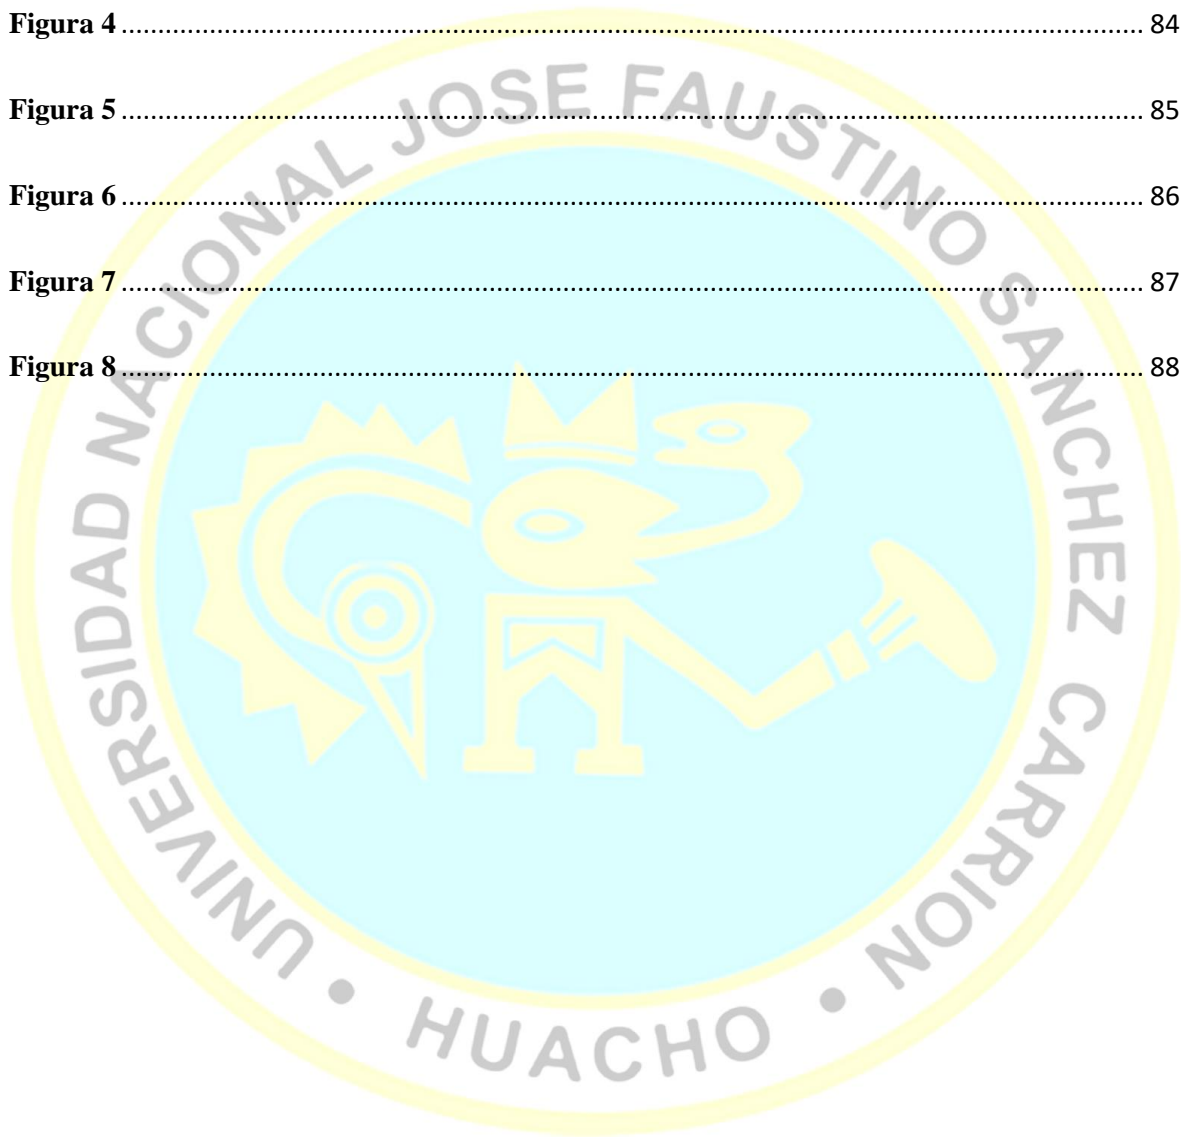 Figura 4 ........................................................................................................................................... 84
Figura 5 ........................................................................................................................................... 85
Figura 6 ........................................................................................................................................... 86
Figura 7 ........................................................................................................................................... 87
Figura 8 ........................................................................................................................................... 88
UNIVERSIDAD NACIONAL JOSE FAUSTINO SANCHEZ CARRION
• HUACHO •